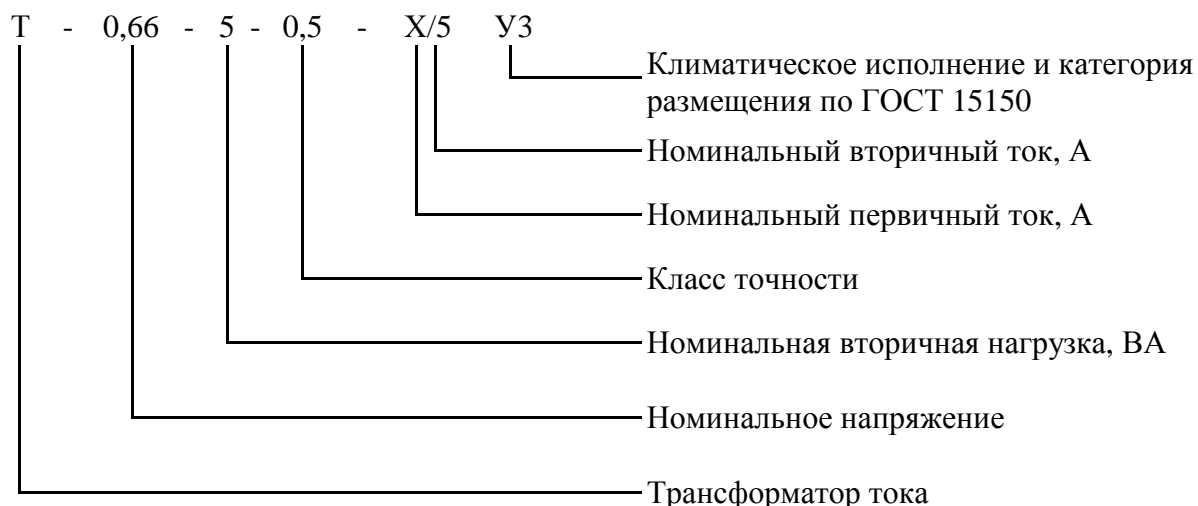 Т - 0,66 - 5 - 0,5 - Х/5 У3
Климатическое исполнение и категория
размещения по ГОСТ 15150
Номинальный вторичный ток, А
Номинальный первичный ток, А
Класс точности
Номинальная вторичная нагрузка, ВА
Номинальное напряжение
Трансформатор тока